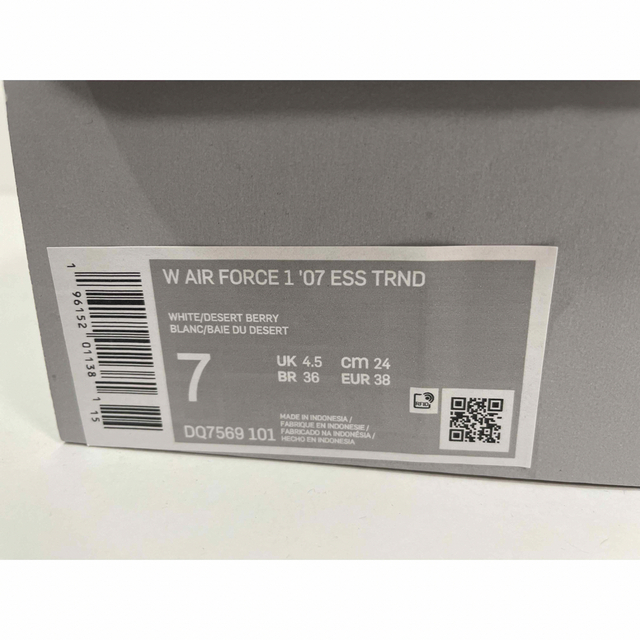 W AIR FORCE 1 '07 ESS TRND
WHITE/DESERT BERRY
BLANC/BAIE DU DESERT
7
UK 4.5 cm 24
BR 36 EUR 38
DQ7569 101
MADE IN INDONESIA /
FABRIQUE EN INDONESIE /
FABRICADO NA INDONÉSIA /
HECHO EN INDONESIA
RFID
1 96152 01138 15